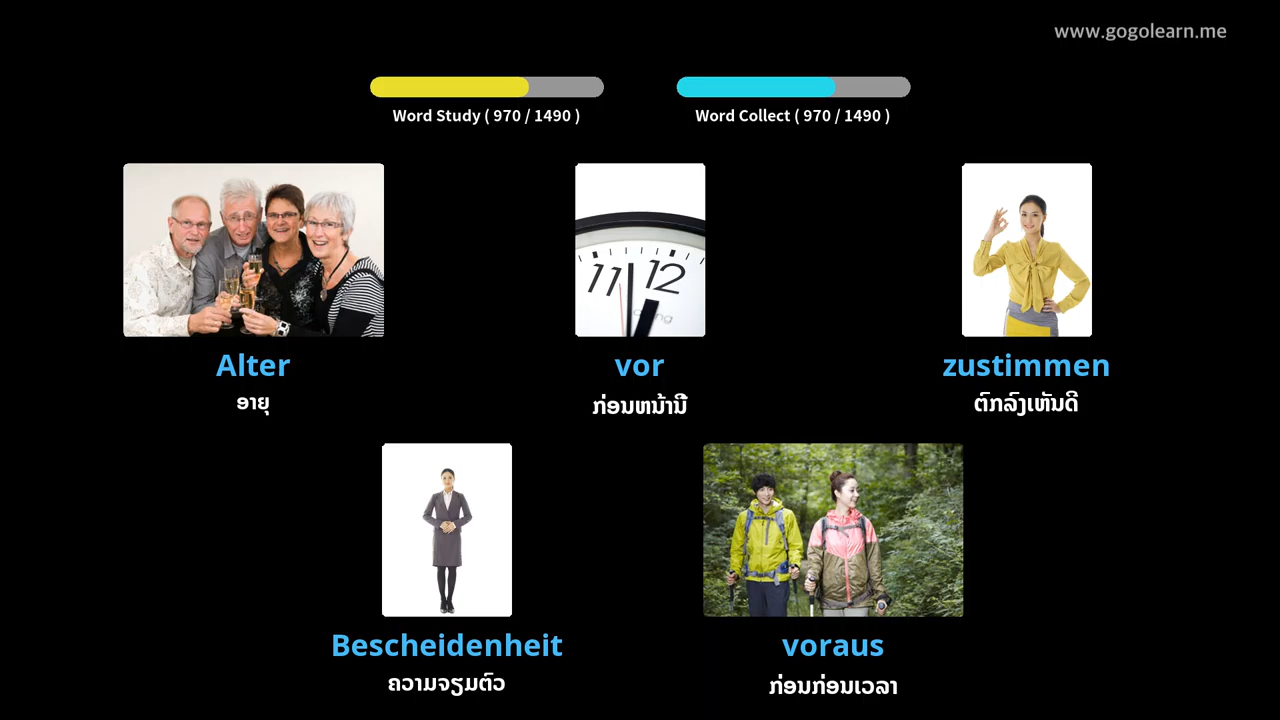 www.gogolearn.me
Word Study ( 970 / 1490 )
Word Collect ( 970 / 1490 )
11 12
Alter
ອາຍຸ
vor
ກ່ອນຫນ້ານີ້
zustimmen
ຕົກລົງເຫັນດີ
Bescheidenheit
ຄວາມຈຽມຕົວ
voraus
ກ່ອນກ່ອນເວລາ